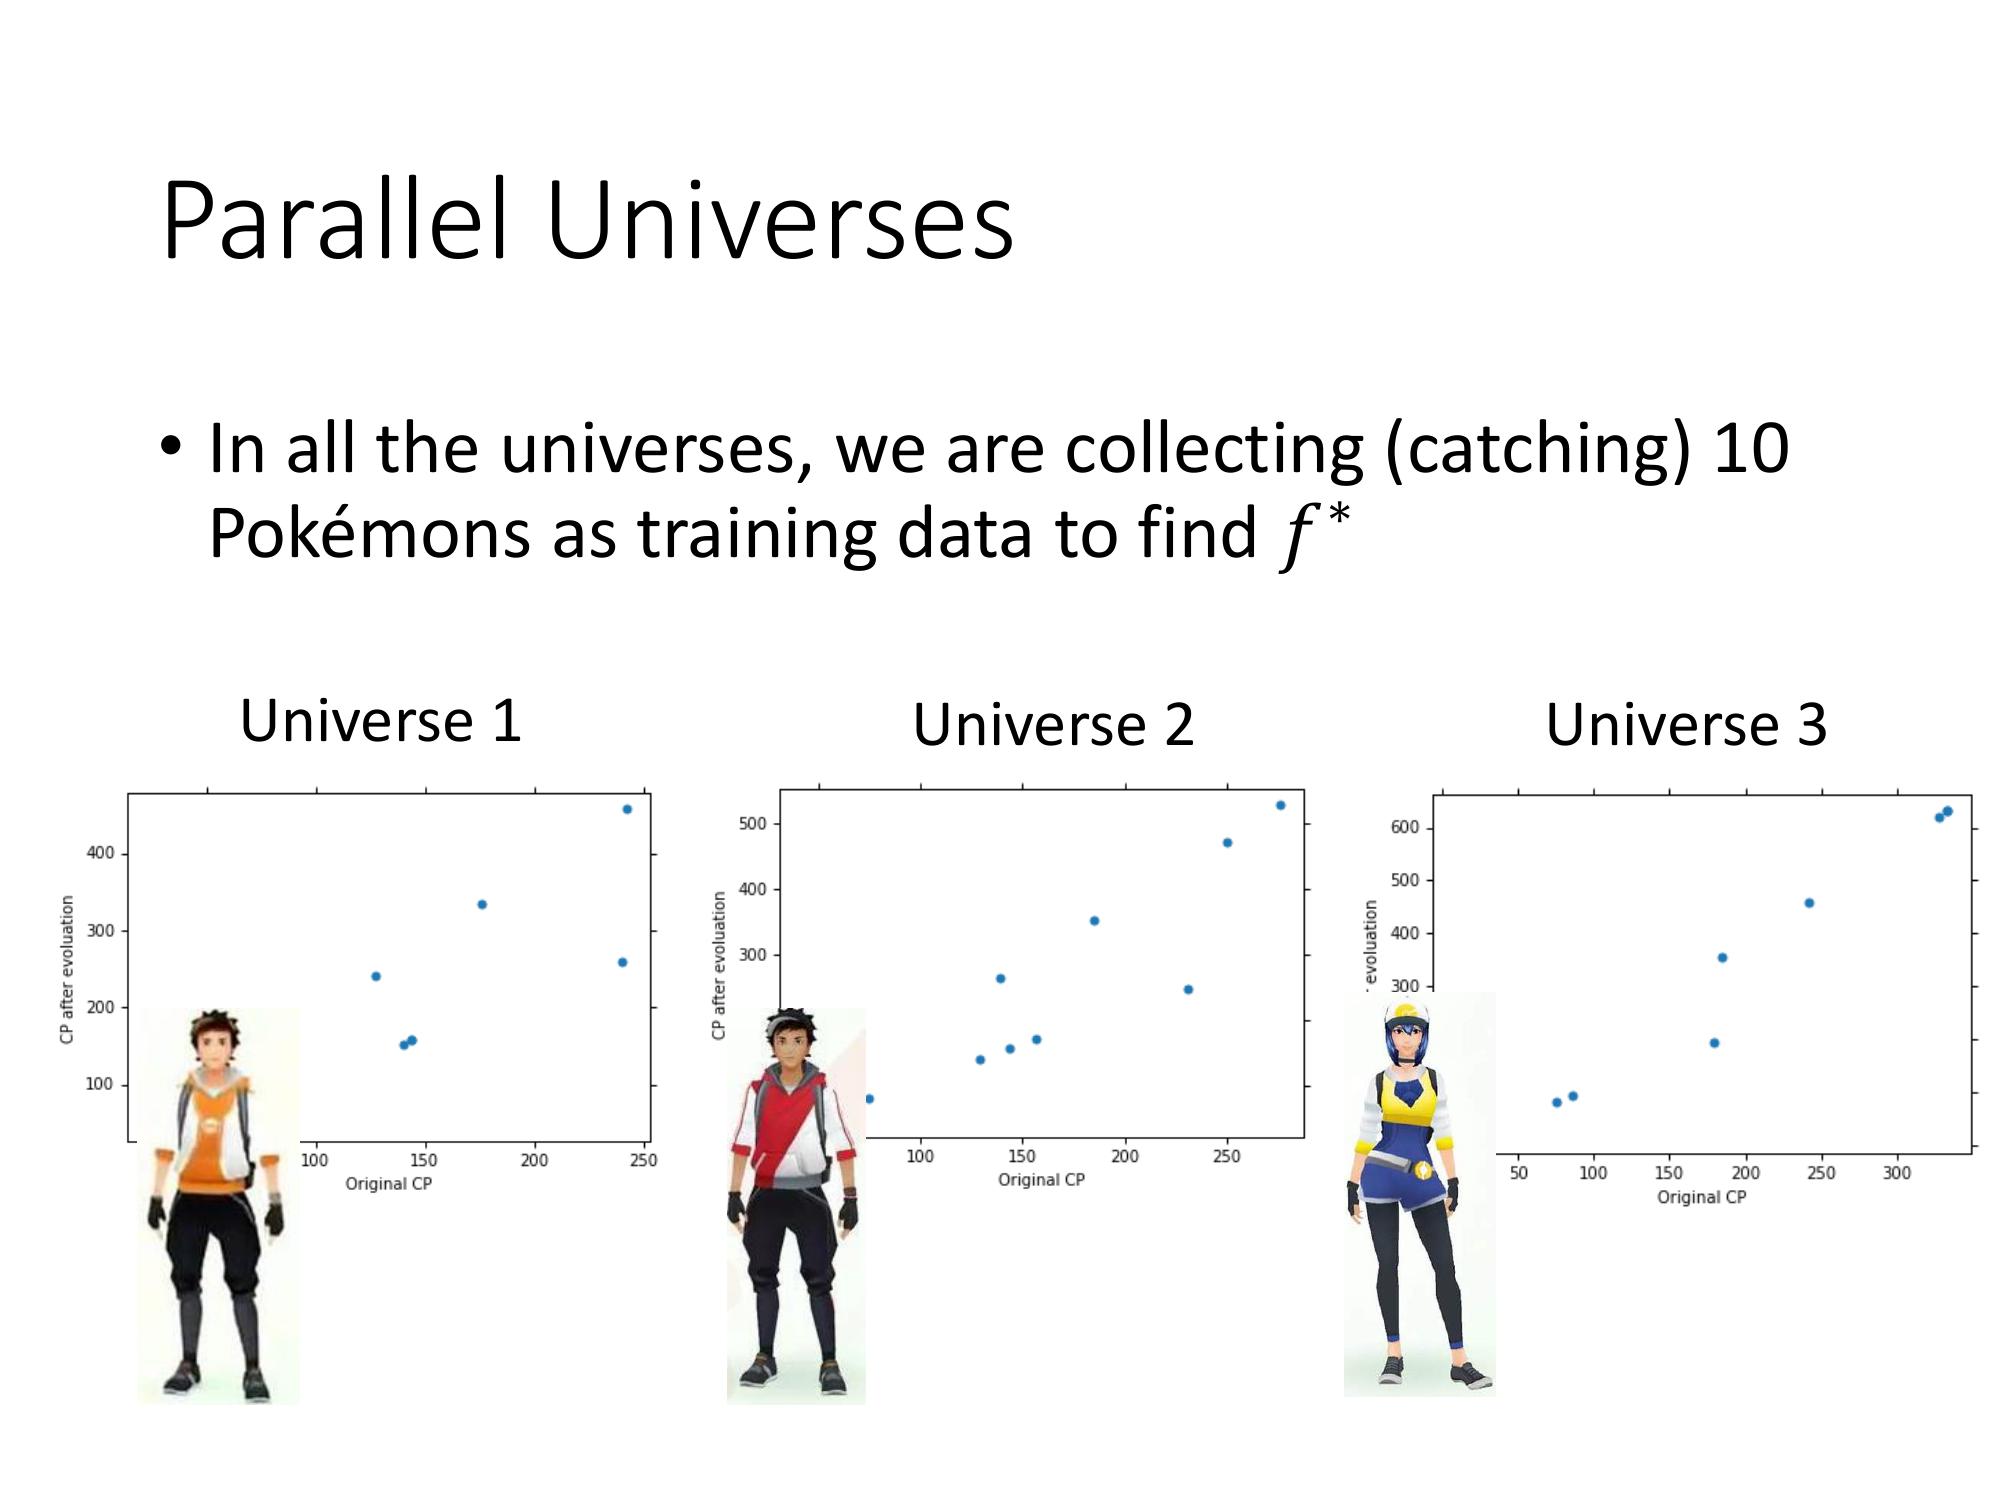 Parallel Universes
• In all the universes, we are collecting (catching) 10
Pokémons as training data to find f*
Universe 1
Universe 2
Universe 3
400
300
200
100
CP after evoluation
100 150 200 250
Original CP
500
400
300
CP after evoluation
100 150 200 250
Original CP
600
500
400
300
evoluation
50 100 150 200 250 300
Original CP